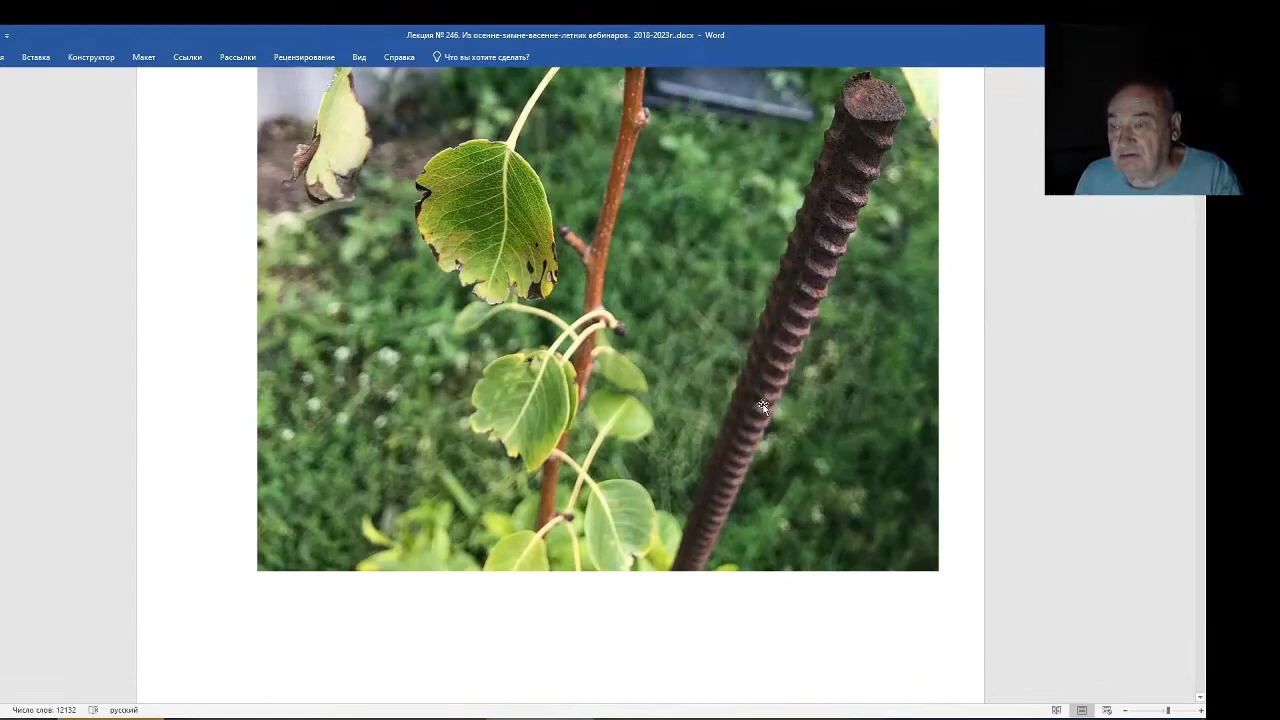 Лекция № 246. Из осенне-зимне-весенне-летних вебинаров. 2018-2023г..docx - Word
я Вставка Конструктор Макет Ссылки Рассылки Рецензирование Вид Справка Что вы хотите сделать?
Число слов: 12132 русский